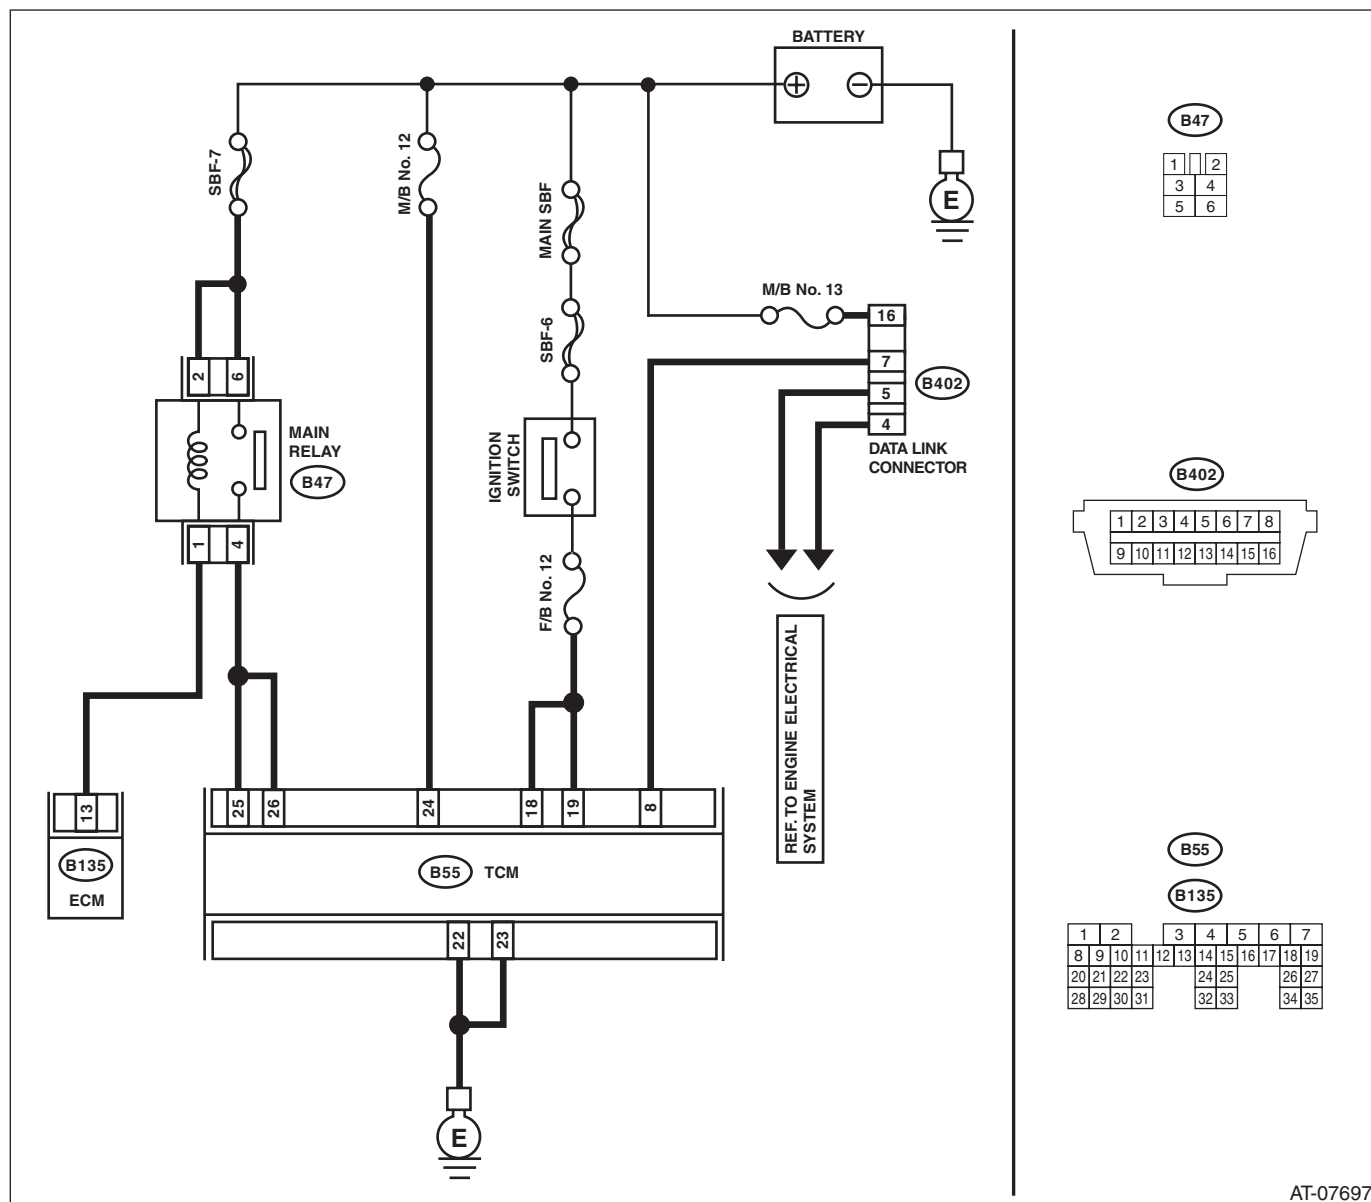 BATTERY
+
−
SBF-7
M/B No. 12
MAIN SBF
SBF-6
E
M/B No. 13
16
7
5
4
B402
DATA LINK
CONNECTOR
2
6
MAIN
RELAY
B47
1
4
IGNITION
SWITCH
F/B No. 12
REF. TO ENGINE ELECTRICAL
SYSTEM
13
B135
ECM
25
26
24
18
19
8
B55
TCM
22
23
E
B47
1 2
3 4
5 6
B402
1 2 3 4 5 6 7 8
9 10 11 12 13 14 15 16
B55
B135
1 2 3 4 5 6 7
8 9 10 11 12 13 14 15 16 17 18 19
20 21 22 23 24 25 26 27
28 29 30 31 32 33 34 35
AT-07697